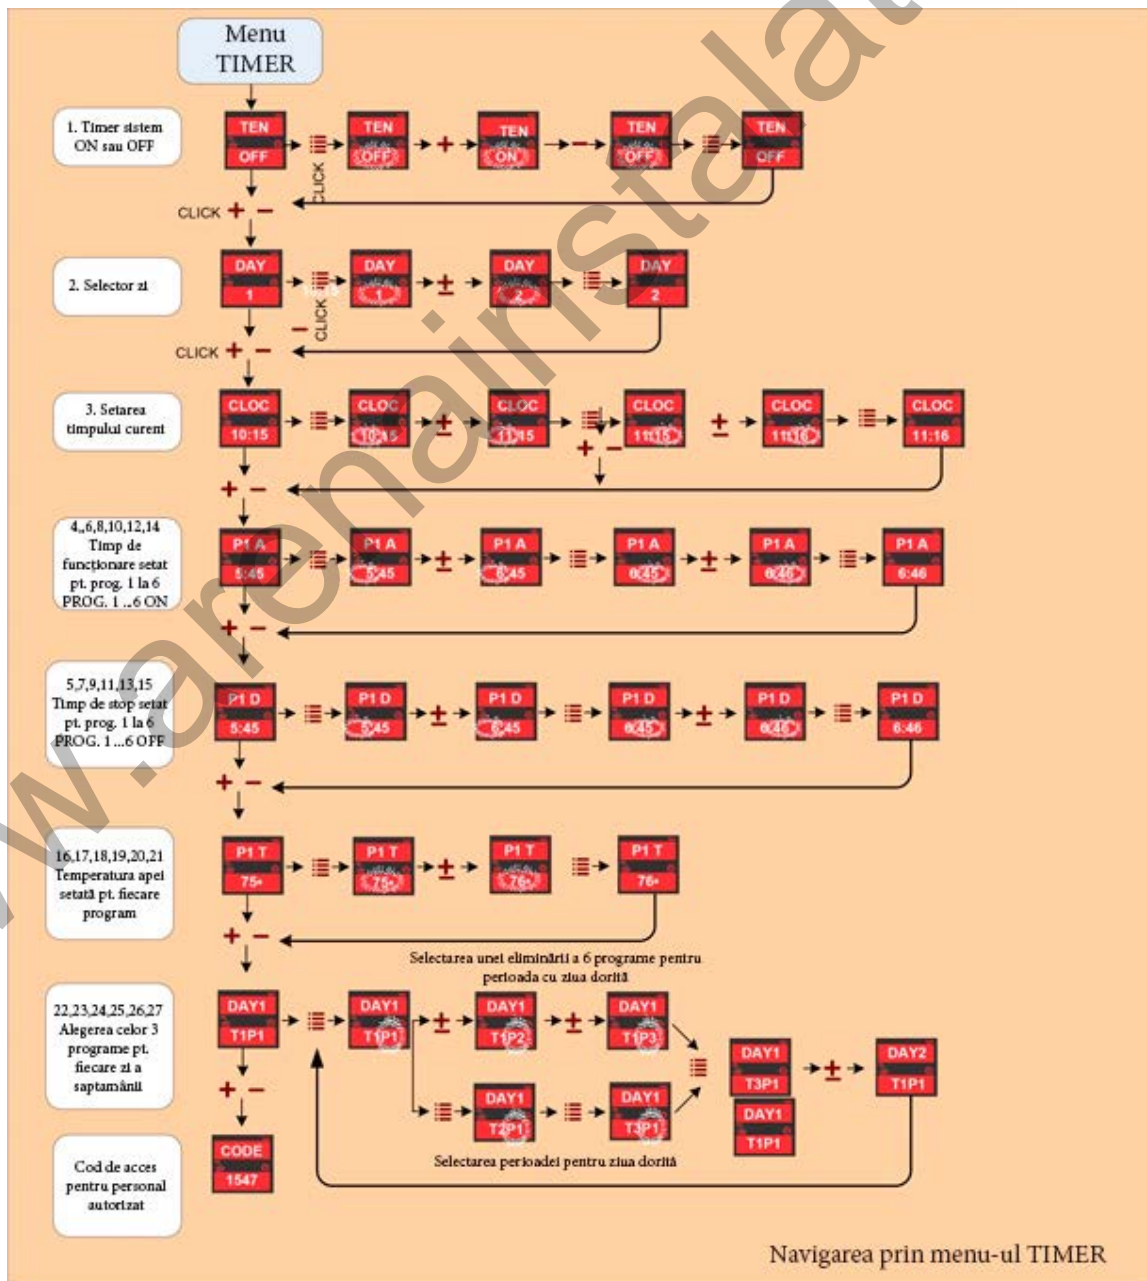 Menu
TIMER
1. Timer sistem
ON sau OFF
TEN
OFF
CLICK
TEN
OFF
TEN
ON
TEN
OFF
TEN
OFF
CLICK + −
2. Selector zi
DAY
1
CLICK
DAY
1
DAY
2
DAY
2
CLICK + −
3. Setarea
timpului curent
CLOC
10:15
CLOC
10:15
CLOC
11:15
CLOC
11:15
CLOC
11:16
CLOC
11:16
+ −
4,,6,8,10,12,14
Timp de
funcționare setat
pt. prog. 1 la 6
PROG. 1 ...6 ON
P1 A
5:45
P1 A
5:45
P1 A
6:45
P1 A
6:45
P1 A
6:46
P1 A
6:46
+ −
5,7,9,11,13,15
Timp de stop setat
pt. prog. 1 la 6
PROG. 1 ...6 OFF
P1 D
5:45
P1 D
5:45
P1 D
6:45
P1 D
6:45
P1 D
6:46
P1 D
6:46
+ −
16,17,18,19,20,21
Temperatura apei
setată pt. fiecare
program
P1 T
75•
P1 T
75•
P1 T
76•
P1 T
76•
+ −
Selectarea unei eliminării a 6 programe pentru
perioada cu ziua dorită
22,23,24,25,26,27
Alegerea celor 3
programe pt.
fiecare zi a
saptamânii
DAY1
T1P1
DAY1
T1P1
DAY1
T1P2
DAY1
T1P3
DAY1
T2P1
DAY1
T3P1
DAY1
T3P1
DAY1
T1P1
DAY2
T1P1
+ −
Selectarea perioadei pentru ziua dorită
Cod de acces
pentru personal
autorizat
CODE
1547
Navigarea prin menu-ul TIMER
w.arenainstalat